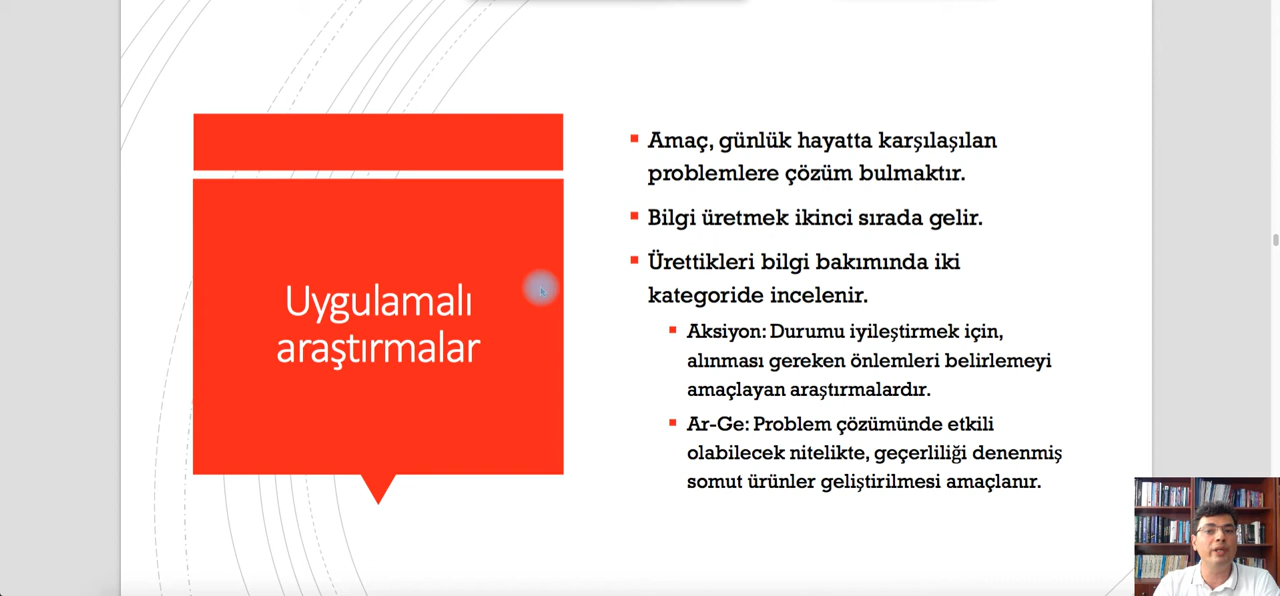 Uygulamalı
araştırmalar
Amaç, günlük hayatta karşılaşılan
problemlere çözüm bulmaktır.
Bilgi üretmek ikinci sırada gelir.
Ürettikleri bilgi bakımında iki
kategoride incelenir.
Aksiyon: Durumu iyileştirmek için,
alınması gereken önlemleri belirlemeyi
amaçlayan araştırmalardır.
Ar-Ge: Problem çözümünde etkili
olabilecek nitelikte, geçerliliği denenmiş
somut ürünler geliştirilmesi amaçlanır.